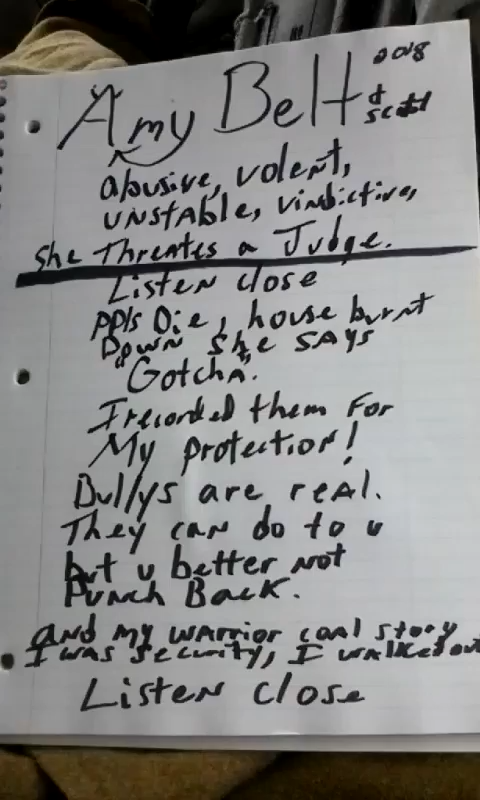 2018
Amy Belt & scott
abusive, volent,
UNSTABLE, vindictive,
She Threates a Judge.
Listen close
ppls Die, house burnt
Down she SAYS
"Gotcha".
I recorded them For
My protection!
Bullys are real.
They can do to u
but u better not
Punch Back.
and my warrior coal story
I was security, I walked out
Listen close